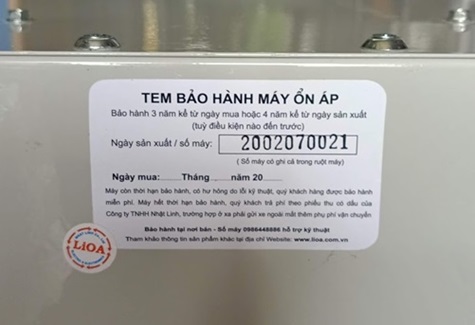 TEM BẢO HÀNH MÁY ỔN ÁP
Bảo hành 3 năm kể từ ngày mua hoặc 4 năm kể từ ngày sản xuất
(tuỳ điều kiện nào đến trước)
Ngày sản xuất / số máy: 2002070021
( Số máy có ghi cả trong ruột máy)
Ngày mua:........Tháng........năm 20........
Máy còn thời hạn bảo hành, có hư hỏng do lỗi kỹ thuật, quý khách hàng được bảo hành
miễn phí. Máy hết thời hạn bảo hành, quý khách trả phí theo phiếu thu có dấu của
Công ty TNHH Nhật Linh, trường hợp ở xa phải gửi xe ngoài mất thêm phụ phí vận chuyển
Bảo hành tại nơi bán - Số máy 0986448886 hỗ trợ kỹ thuật
Tham khảo thông tin sản phẩm khác tại địa chỉ Website: www.lioa.com.vn
LiOA